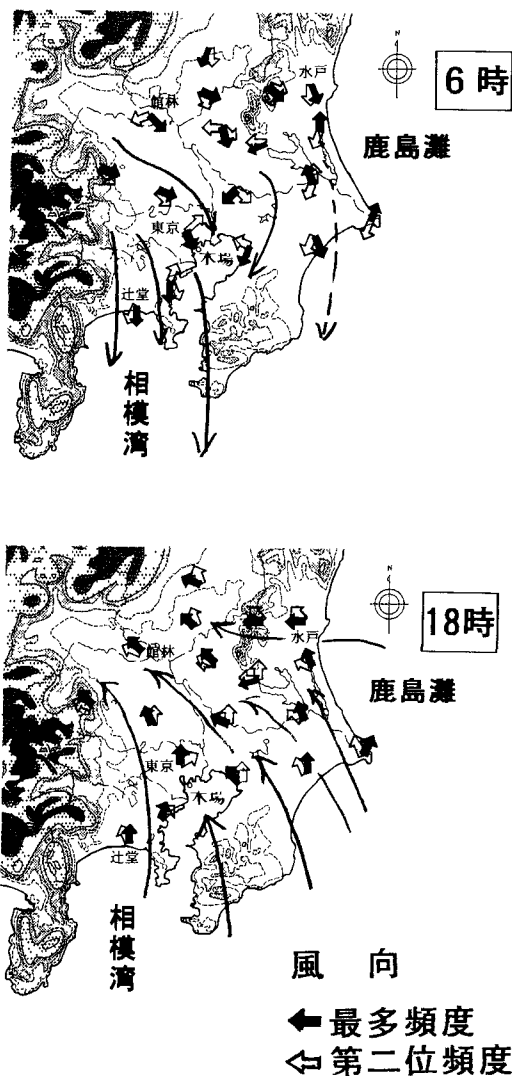 N
6時
水戸
館林
鹿島灘
東京
木場
辻堂
相模湾
N
18時
水戸
館林
鹿島灘
東京
木場
辻堂
相模湾
風向
最多頻度
第二位頻度